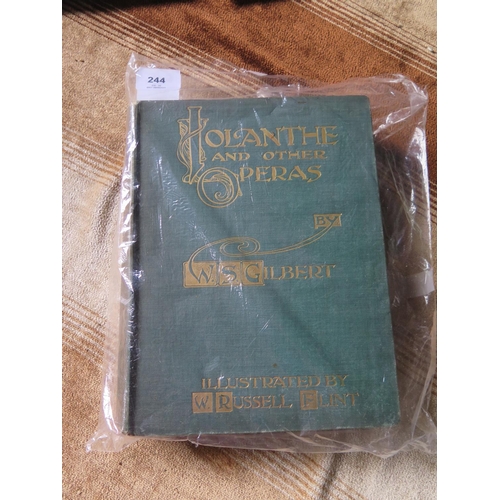 244
IOLANTHE
AND OTHER
OPERAS
BY
W. S. GILBERT
ILLUSTRATED BY
W RUSSELL FLINT